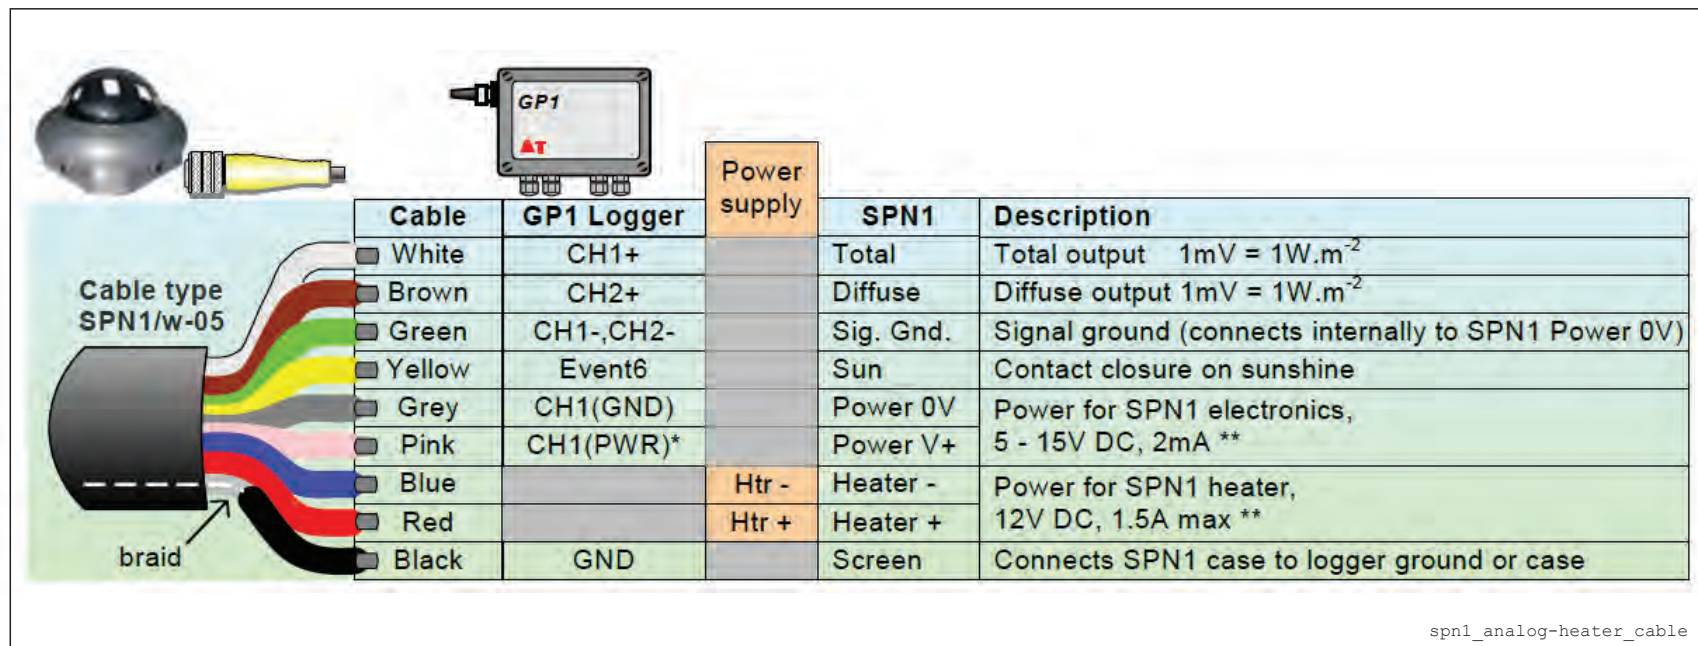 GP1
ΔT
Power
supply
Cable GP1 Logger SPN1 Description
White CH1+ Total Total output 1mV = 1W.m⁻²
Cable type
SPN1/w-05
Brown CH2+ Diffuse Diffuse output 1mV = 1W.m⁻²
Green CH1-,CH2- Sig. Gnd. Signal ground (connects internally to SPN1 Power 0V)
Yellow Event6 Sun Contact closure on sunshine
Grey CH1(GND) Power 0V Power for SPN1 electronics,
Pink CH1(PWR)* Power V+ 5 - 15V DC, 2mA **
Blue Htr - Heater - Power for SPN1 heater,
Red Htr + Heater + 12V DC, 1.5A max **
braid
Black GND Screen Connects SPN1 case to logger ground or case
spn1_analog-heater_cable